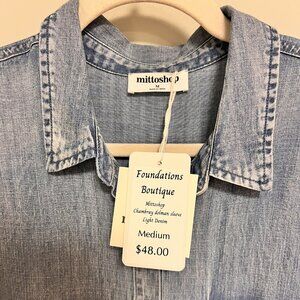 mittoshop
M
Foundations
Boutique
Mittoshop
Chambray dolman sleeve
Light Denim
Medium
$48.00